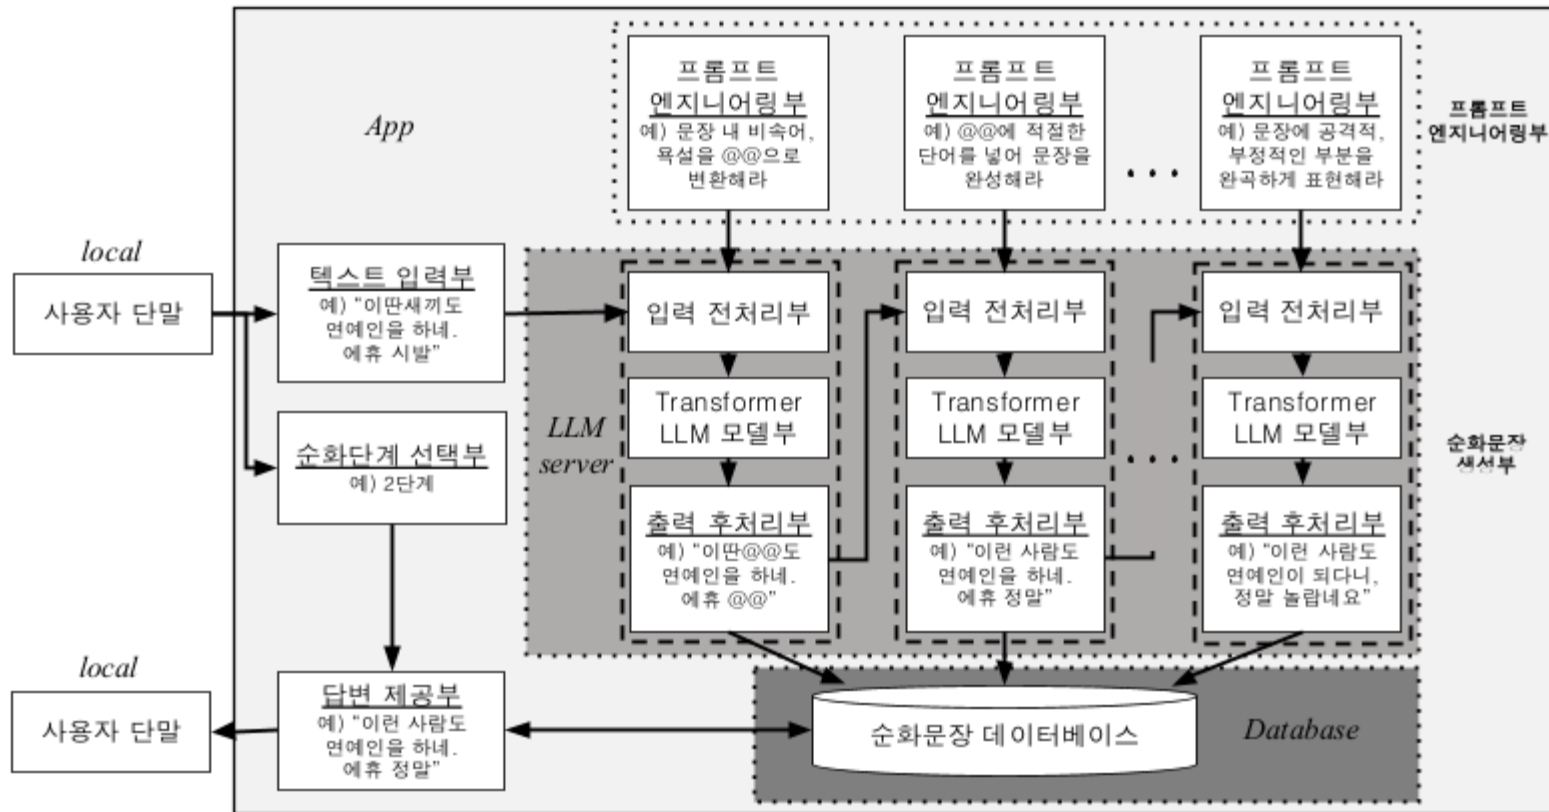 App
프롬프트
엔지니어링부
예) 문장 내 비속어,
욕설을 @@으로
변환해라
프롬프트
엔지니어링부
예) @@에 적절한
단어를 넣어 문장을
완성해라
...
프롬프트
엔지니어링부
예) 문장에 공격적,
부정적인 부분을
완곡하게 표현해라
프롬프트
엔지니어링부
local
사용자 단말
텍스트 입력부
예) "이딴새끼도
연예인을 하네.
에휴 시발"
순화단계 선택부
예) 2단계
LLM
server
입력 전처리부
Transformer
LLM 모델부
출력 후처리부
예) "이딴@@도
연예인을 하네.
에휴 @@"
입력 전처리부
Transformer
LLM 모델부
출력 후처리부
예) "이런 사람도
연예인을 하네.
에휴 정말"
...
입력 전처리부
Transformer
LLM 모델부
출력 후처리부
예) "이런 사람도
연예인이 되다니,
정말 놀랍네요"
순화문장
생성부
local
사용자 단말
답변 제공부
예) "이런 사람도
연예인을 하네.
에휴 정말"
순화문장 데이터베이스
Database